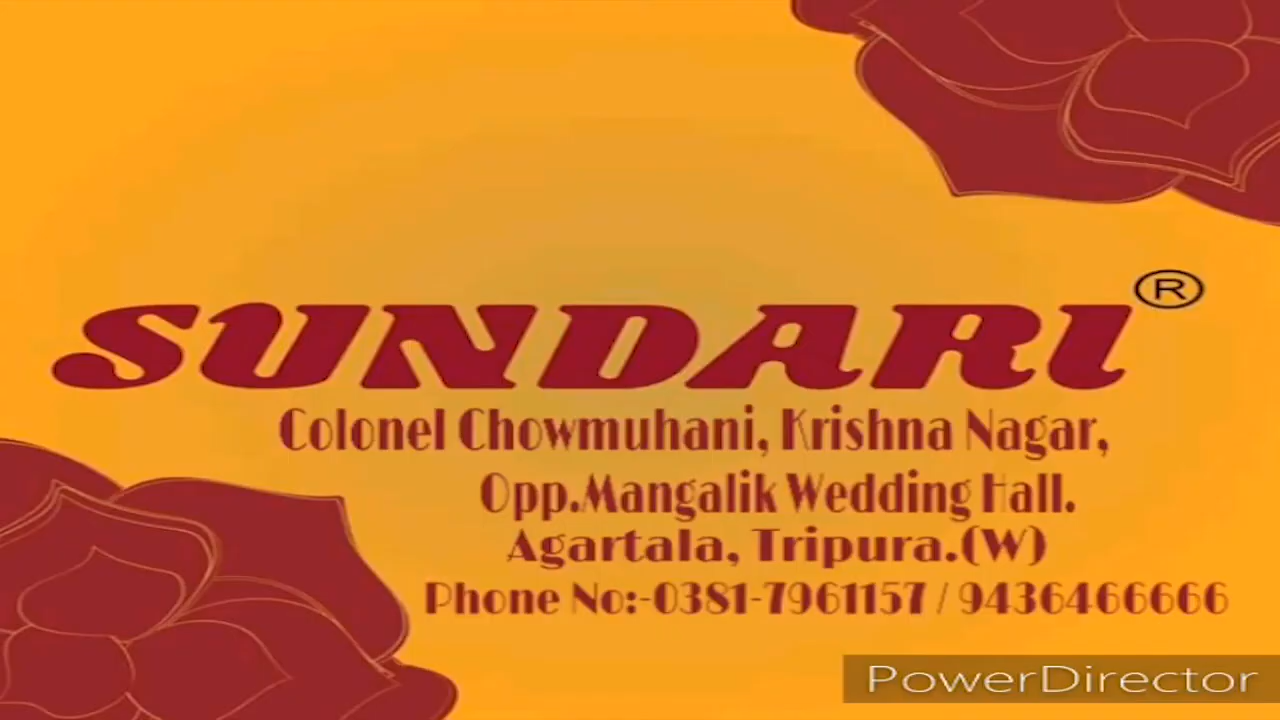 SUNDARI®
Colonel Chowmuhani, Krishna Nagar,
Opp.Mangalik Wedding Hall.
Agartala, Tripura.(W)
Phone No:-0381-7961157 / 9436466666
PowerDirector